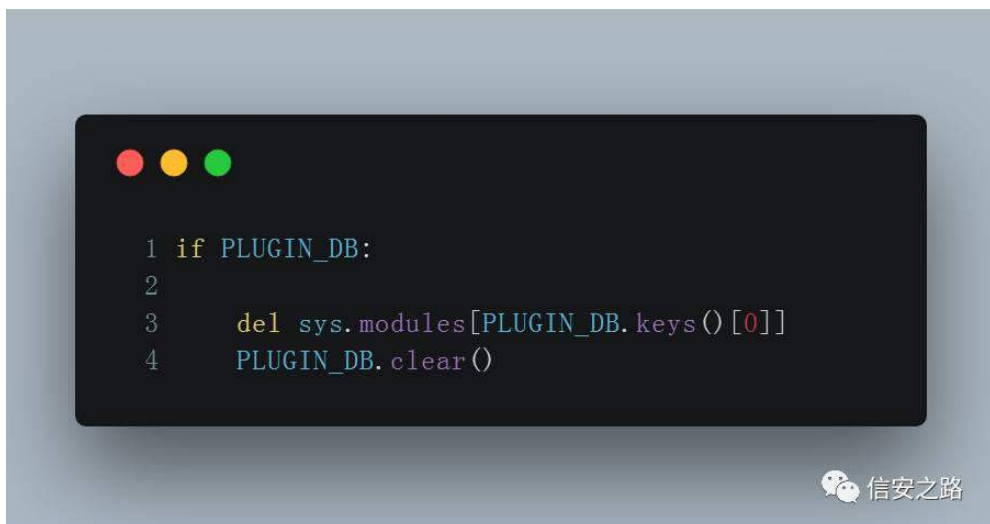 1 if PLUGIN_DB:
2
3     del sys.modules[PLUGIN_DB.keys()[0]]
4     PLUGIN_DB.clear()
信安之路